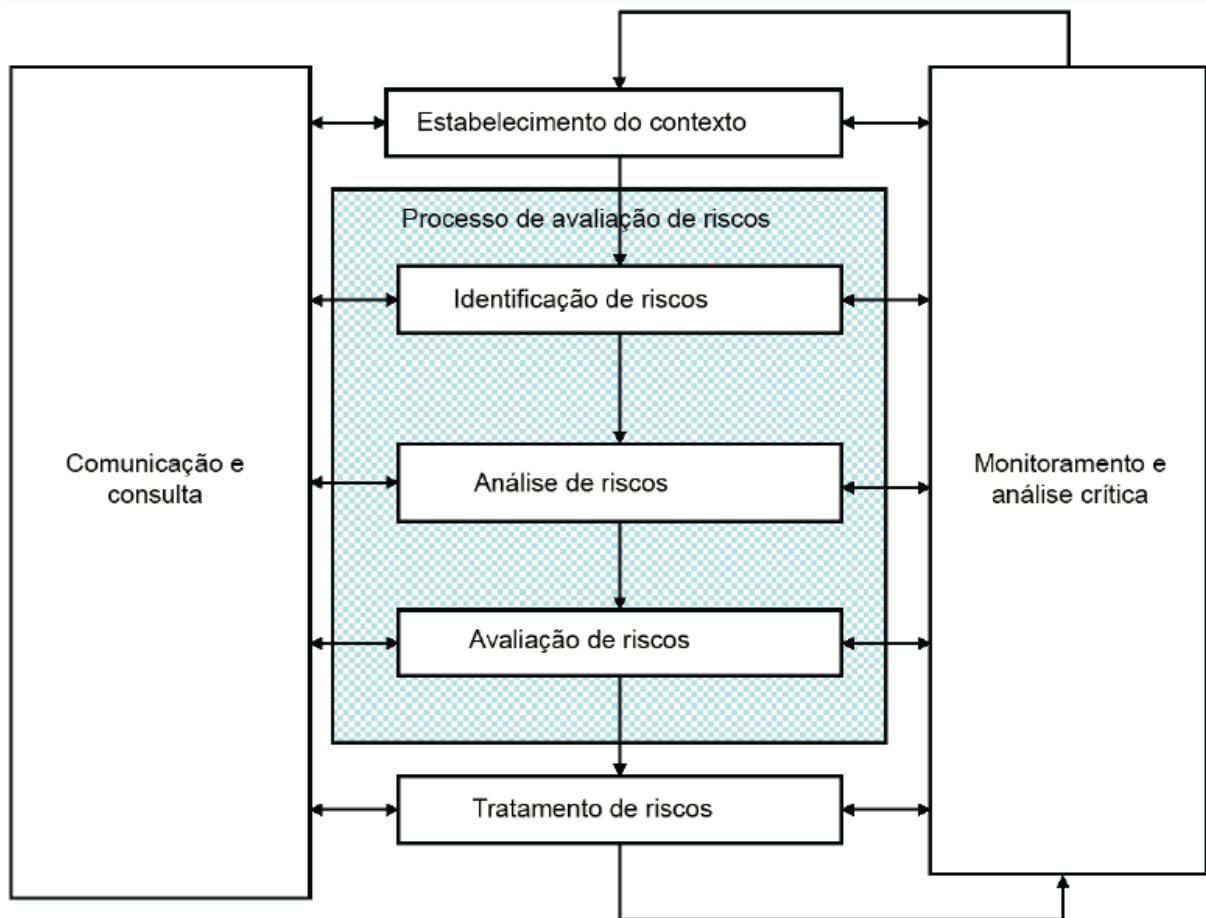 Estabelecimento do contexto
Processo de avaliação de riscos
Identificação de riscos
Comunicação e
consulta
Análise de riscos
Monitoramento e
análise crítica
Avaliação de riscos
Tratamento de riscos